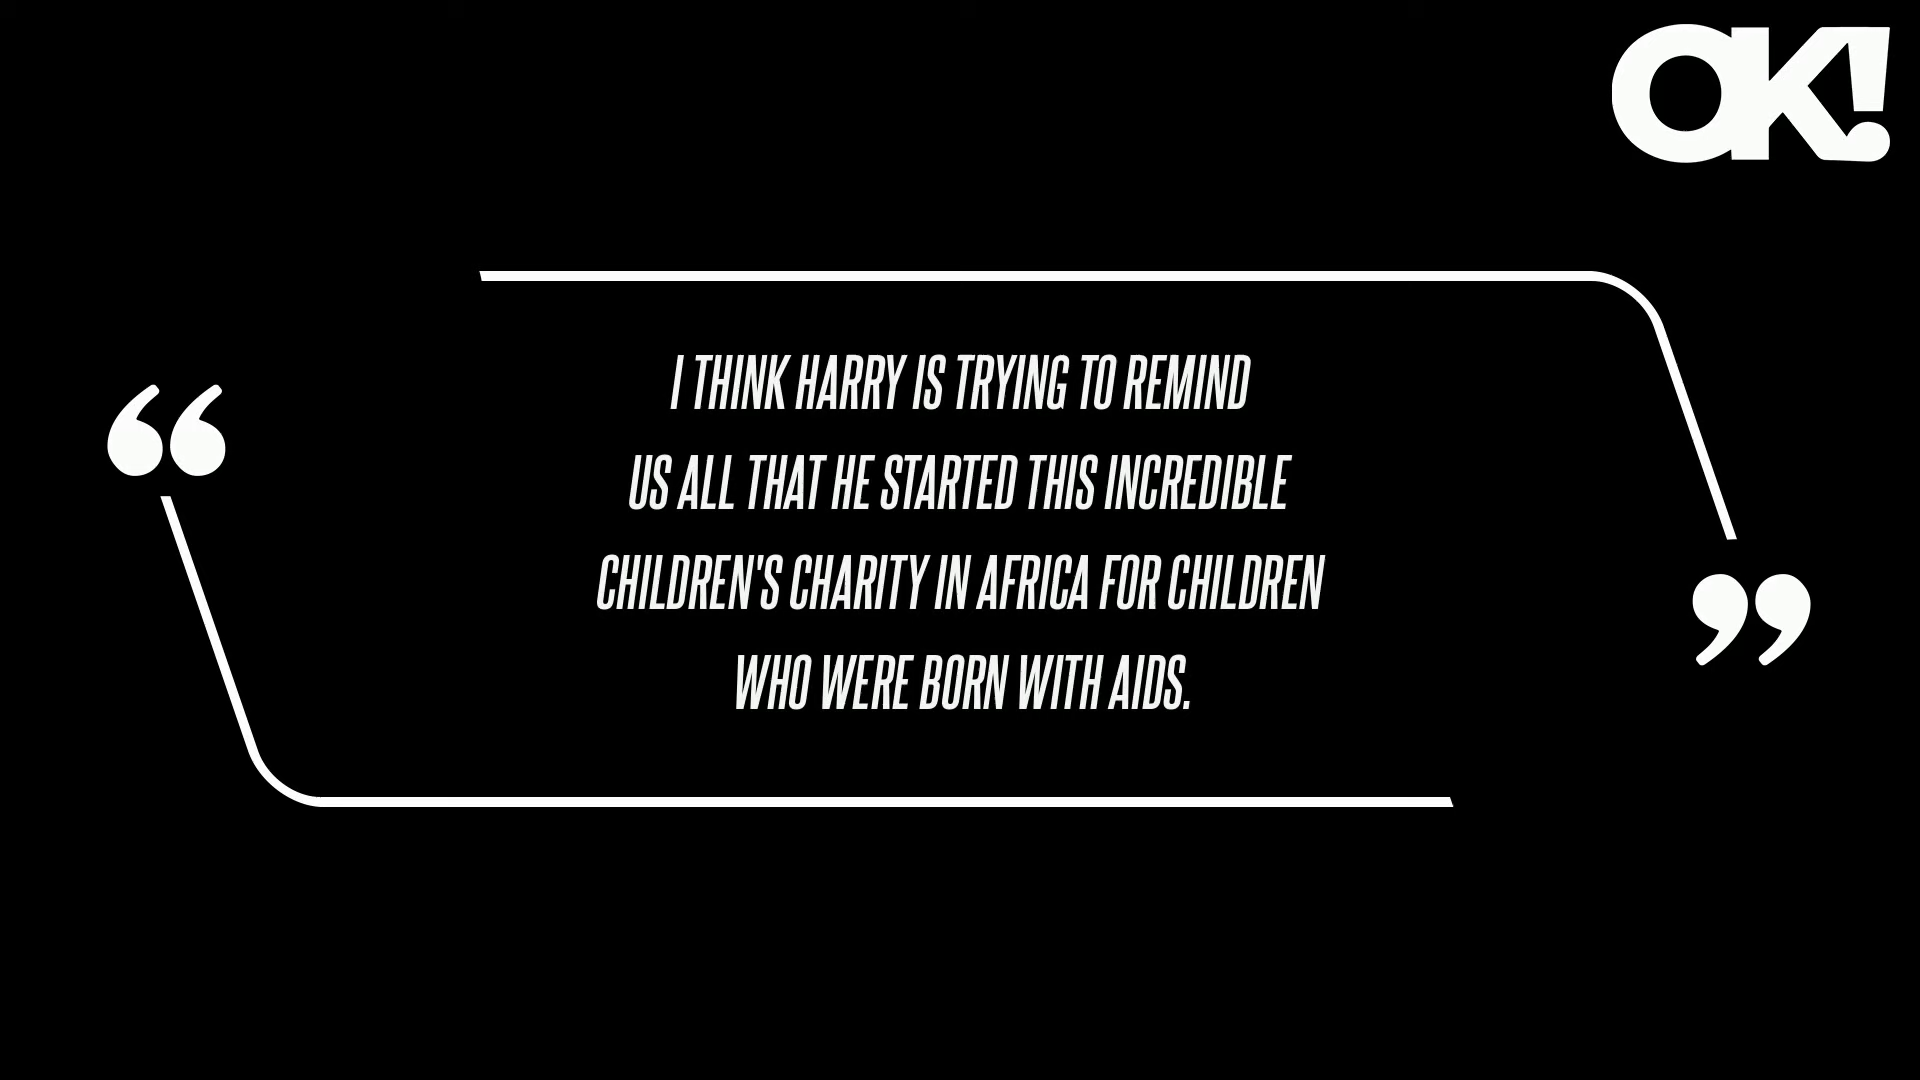 OK!
“
I THINK HARRY IS TRYING TO REMIND
US ALL THAT HE STARTED THIS INCREDIBLE
CHILDREN'S CHARITY IN AFRICA FOR CHILDREN
WHO WERE BORN WITH AIDS.
”